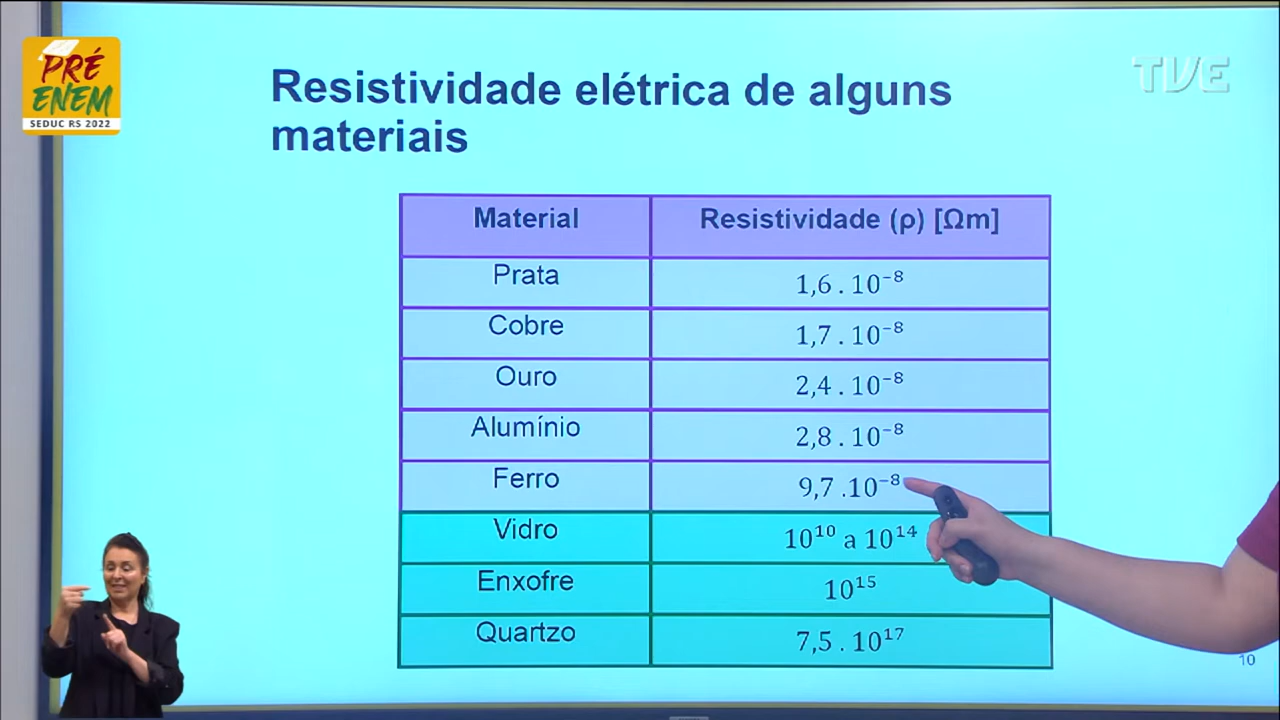 PRÉ
ENEM
SEDUC RS 2022
TVE
Resistividade elétrica de alguns
materiais
Material Resistividade (ρ) [Ωm]
Prata 1,6 . 10⁻⁸
Cobre 1,7 . 10⁻⁸
Ouro 2,4 . 10⁻⁸
Alumínio 2,8 . 10⁻⁸
Ferro 9,7 .10⁻⁸
Vidro 10¹⁰ a 10¹⁴
Enxofre 10¹⁵
Quartzo 7,5 . 10¹⁷
10